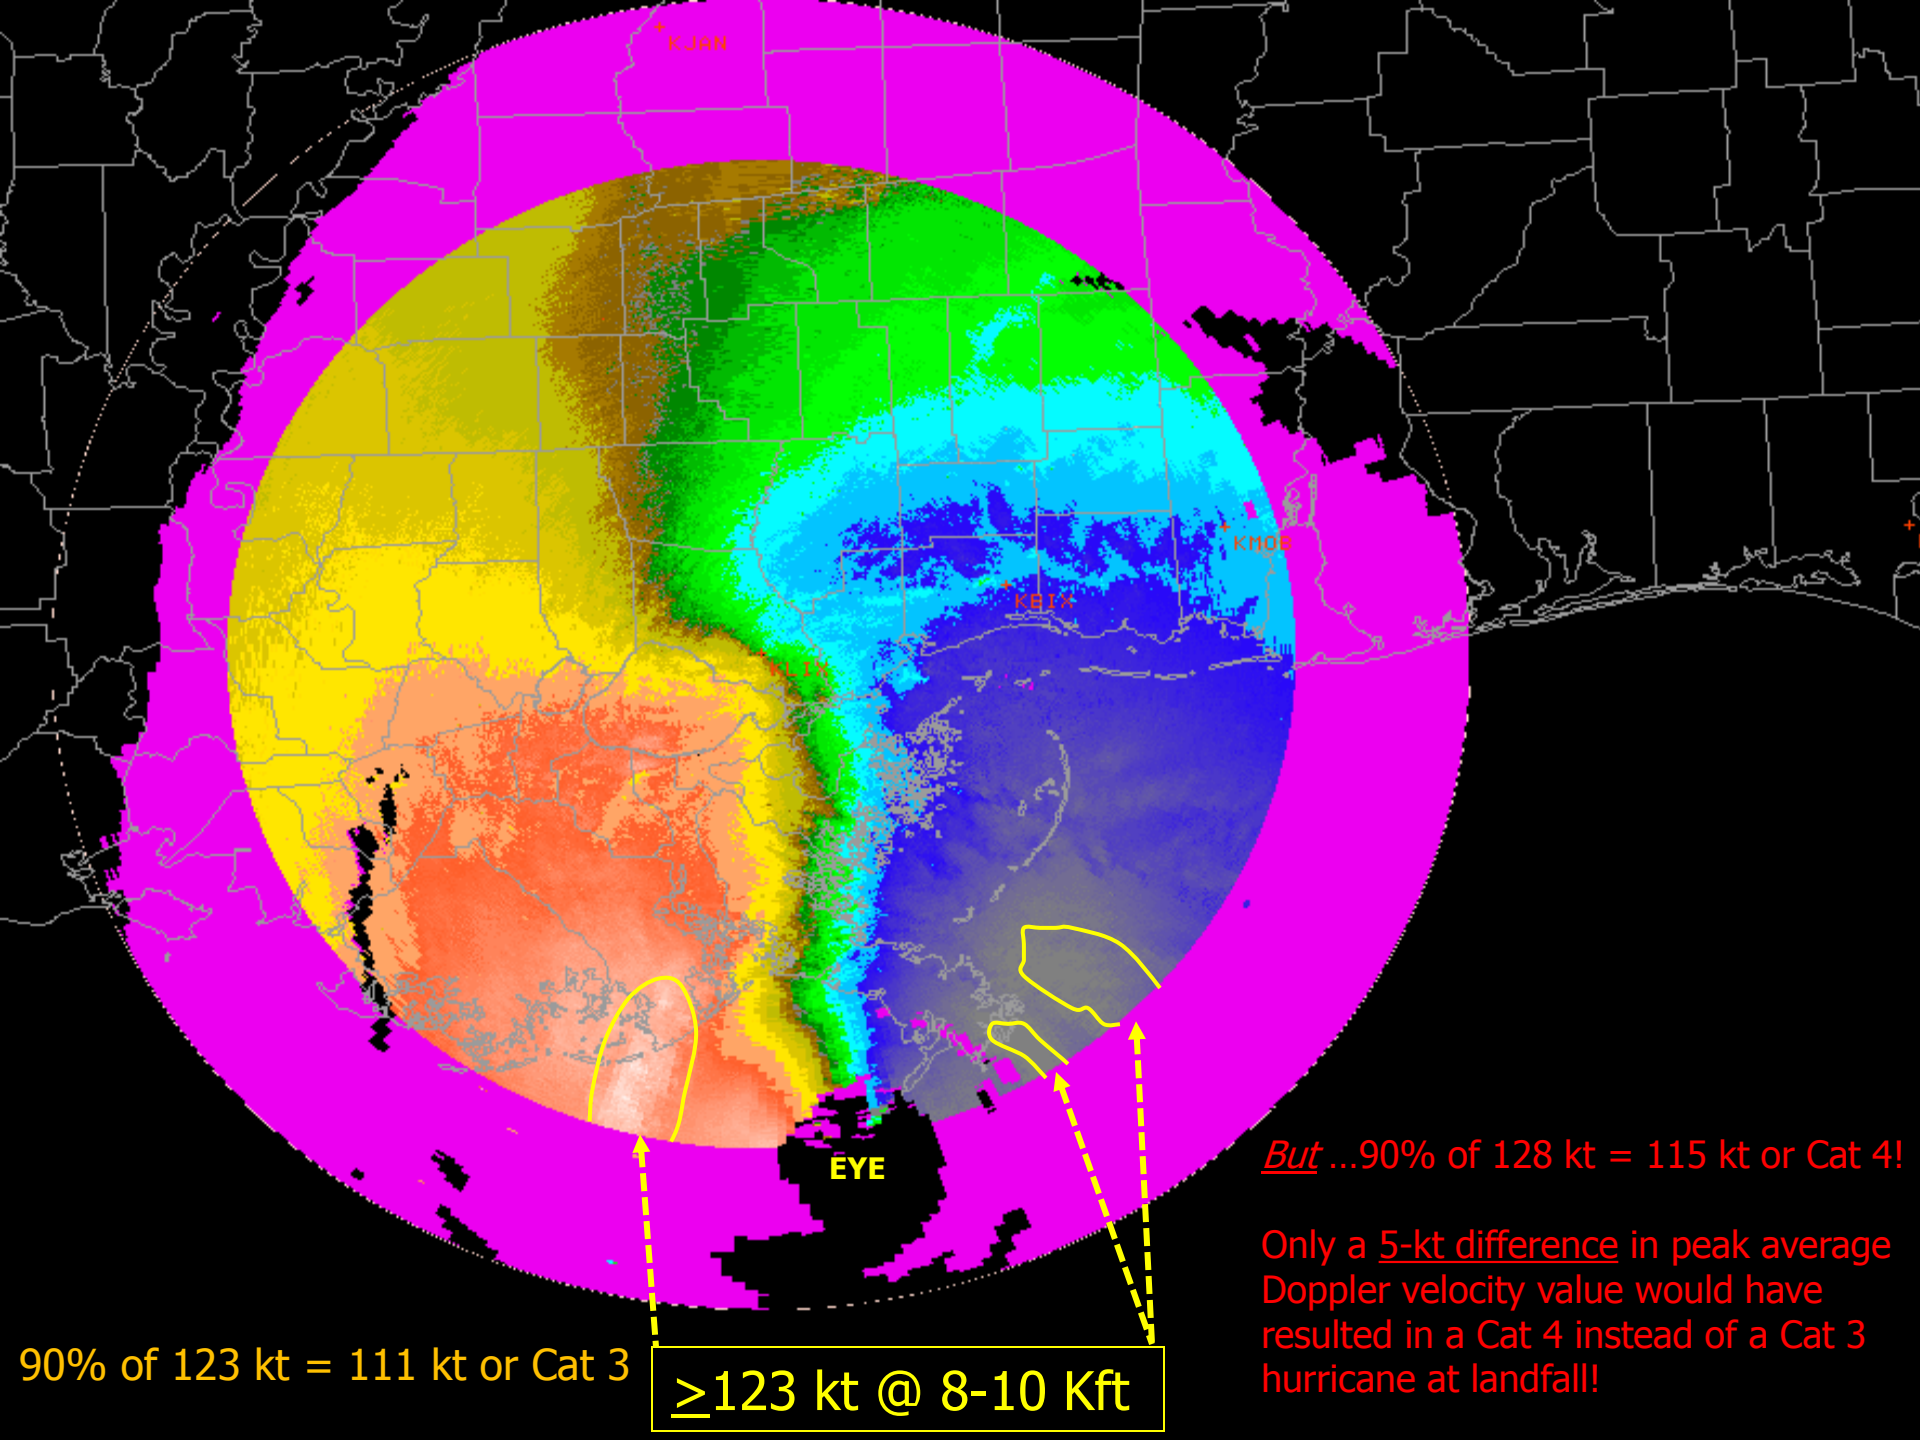 KJAN
KMOB
KBIX
KLIX
EYE
But …90% of 128 kt = 115 kt or Cat 4!
Only a 5-kt difference in peak average
Doppler velocity value would have
resulted in a Cat 4 instead of a Cat 3
hurricane at landfall!
90% of 123 kt = 111 kt or Cat 3
>123 kt @ 8-10 Kft